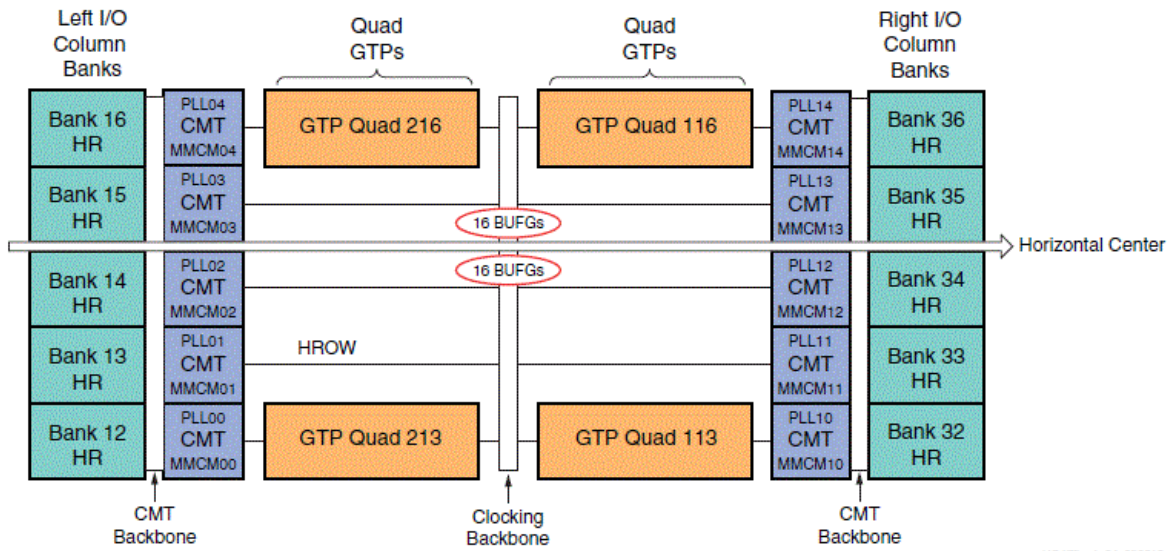 Left I/O
Column
Banks
Quad
GTPs
Quad
GTPs
Right I/O
Column
Banks
Bank 16
HR
PLL04
CMT
MMCM04
GTP Quad 216
GTP Quad 116
PLL14
CMT
MMCM14
Bank 36
HR
Bank 15
HR
PLL03
CMT
MMCM03
16 BUFGs
PLL13
CMT
MMCM13
Bank 35
HR
Horizontal Center
Bank 14
HR
PLL02
CMT
MMCM02
16 BUFGs
PLL12
CMT
MMCM12
Bank 34
HR
Bank 13
HR
PLL01
CMT
MMCM01
HROW
PLL11
CMT
MMCM11
Bank 33
HR
Bank 12
HR
PLL00
CMT
MMCM00
GTP Quad 213
GTP Quad 113
PLL10
CMT
MMCM10
Bank 32
HR
CMT
Backbone
Clocking
Backbone
CMT
Backbone